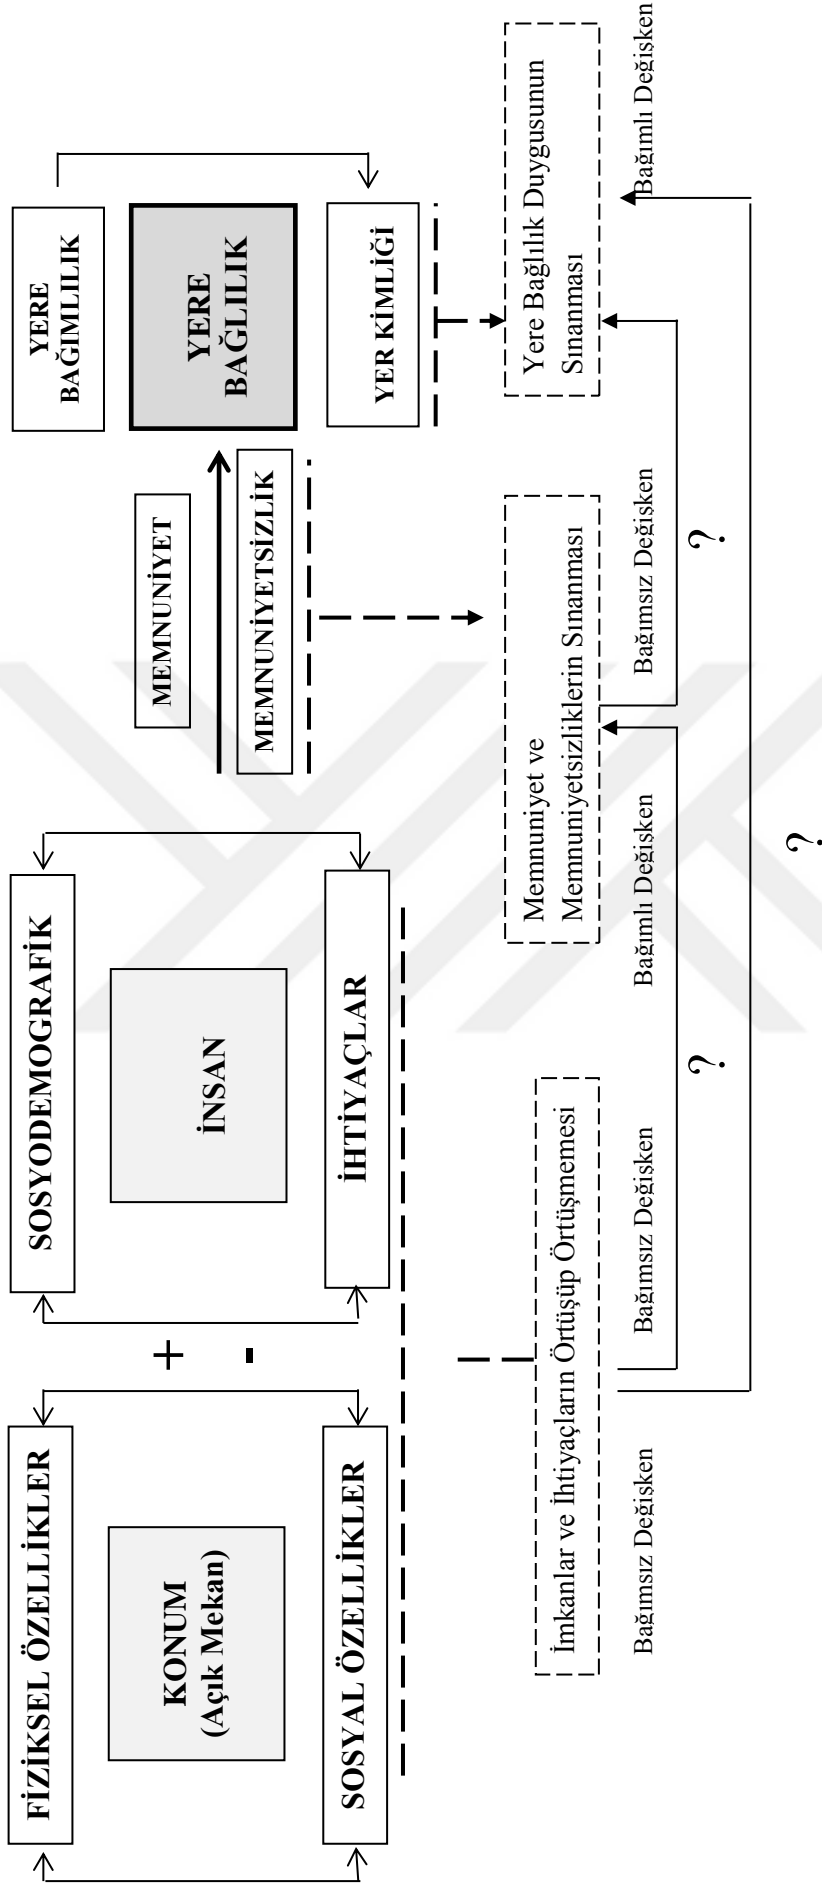 FİZİKSEL ÖZELLİKLER
KONUM
(Açık Mekan)
SOSYAL ÖZELLİKLER
+
-
SOSYODEMOGRAFİK
İNSAN
İHTİYAÇLAR
MEMNUNİYET
MEMNUNİYETSİZLİK
YERE
BAĞIMLILIK
YERE
BAĞLILIK
YER KİMLİĞİ
İmkanlar ve İhtiyaçların Örtüşüp Örtüşmemesi
Memnuniyet ve
Memnuniyetsizliklerin Sınanması
Yere Bağlılık Duygusunun
Sınanması
Bağımsız Değişken
Bağımsız Değişken
Bağımlı Değişken
Bağımsız Değişken
Bağımlı Değişken
?
?
?